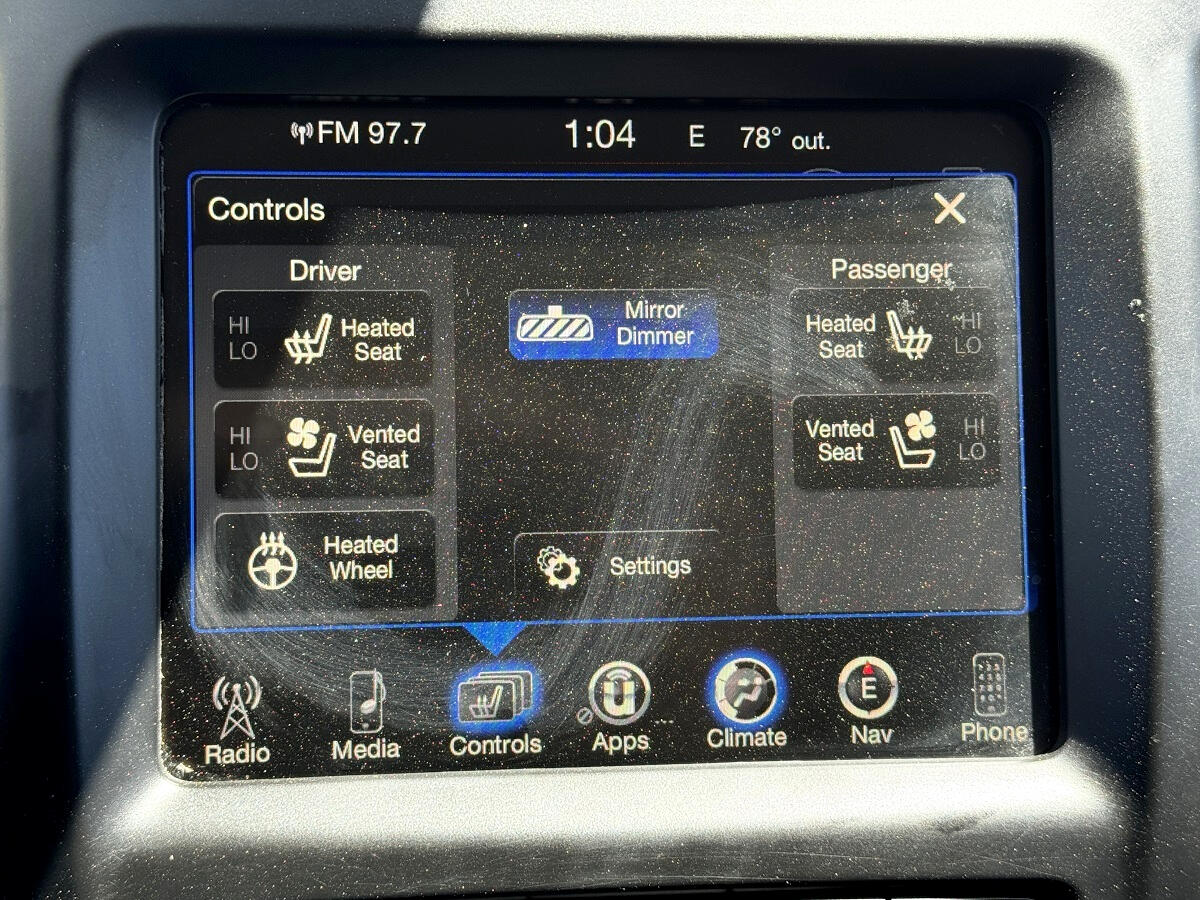 FM 97.7 1:04 E 78° out.
Controls
Driver
Passenger
HI
LO
Heated
Seat
Mirror
Dimmer
Heated
Seat
HI
LO
HI
LO
Vented
Seat
Vented
Seat
HI
LO
Heated
Wheel
Settings
E
Radio
Media
Controls
Apps
Climate
Nav
Phone